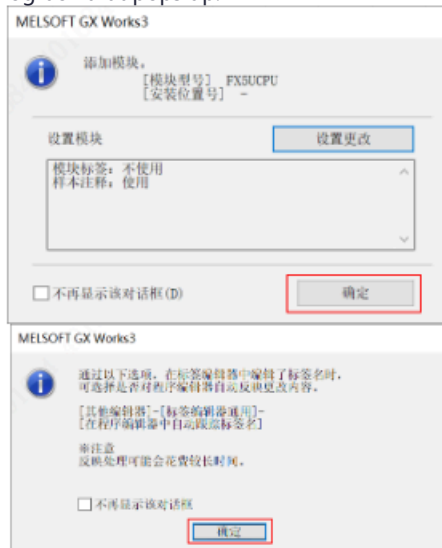 MELSOFT GX Works3
添加模块。
[模块型号] FX5UCPU
[安装位置号] -
设置模块
设置更改
模块标签: 不使用
样本注释: 使用
不再显示该对话框(D)
确定
MELSOFT GX Works3
通过以下选项，在标签编辑器中编辑了标签名时，
可选择是否对程序编辑器自动反映更改内容。
[其他编辑器]-[标签编辑器通用]-
[在程序编辑器中自动跟踪标签名]
※注意
反映处理可能会花费较长时间。
不再显示该对话框
确定